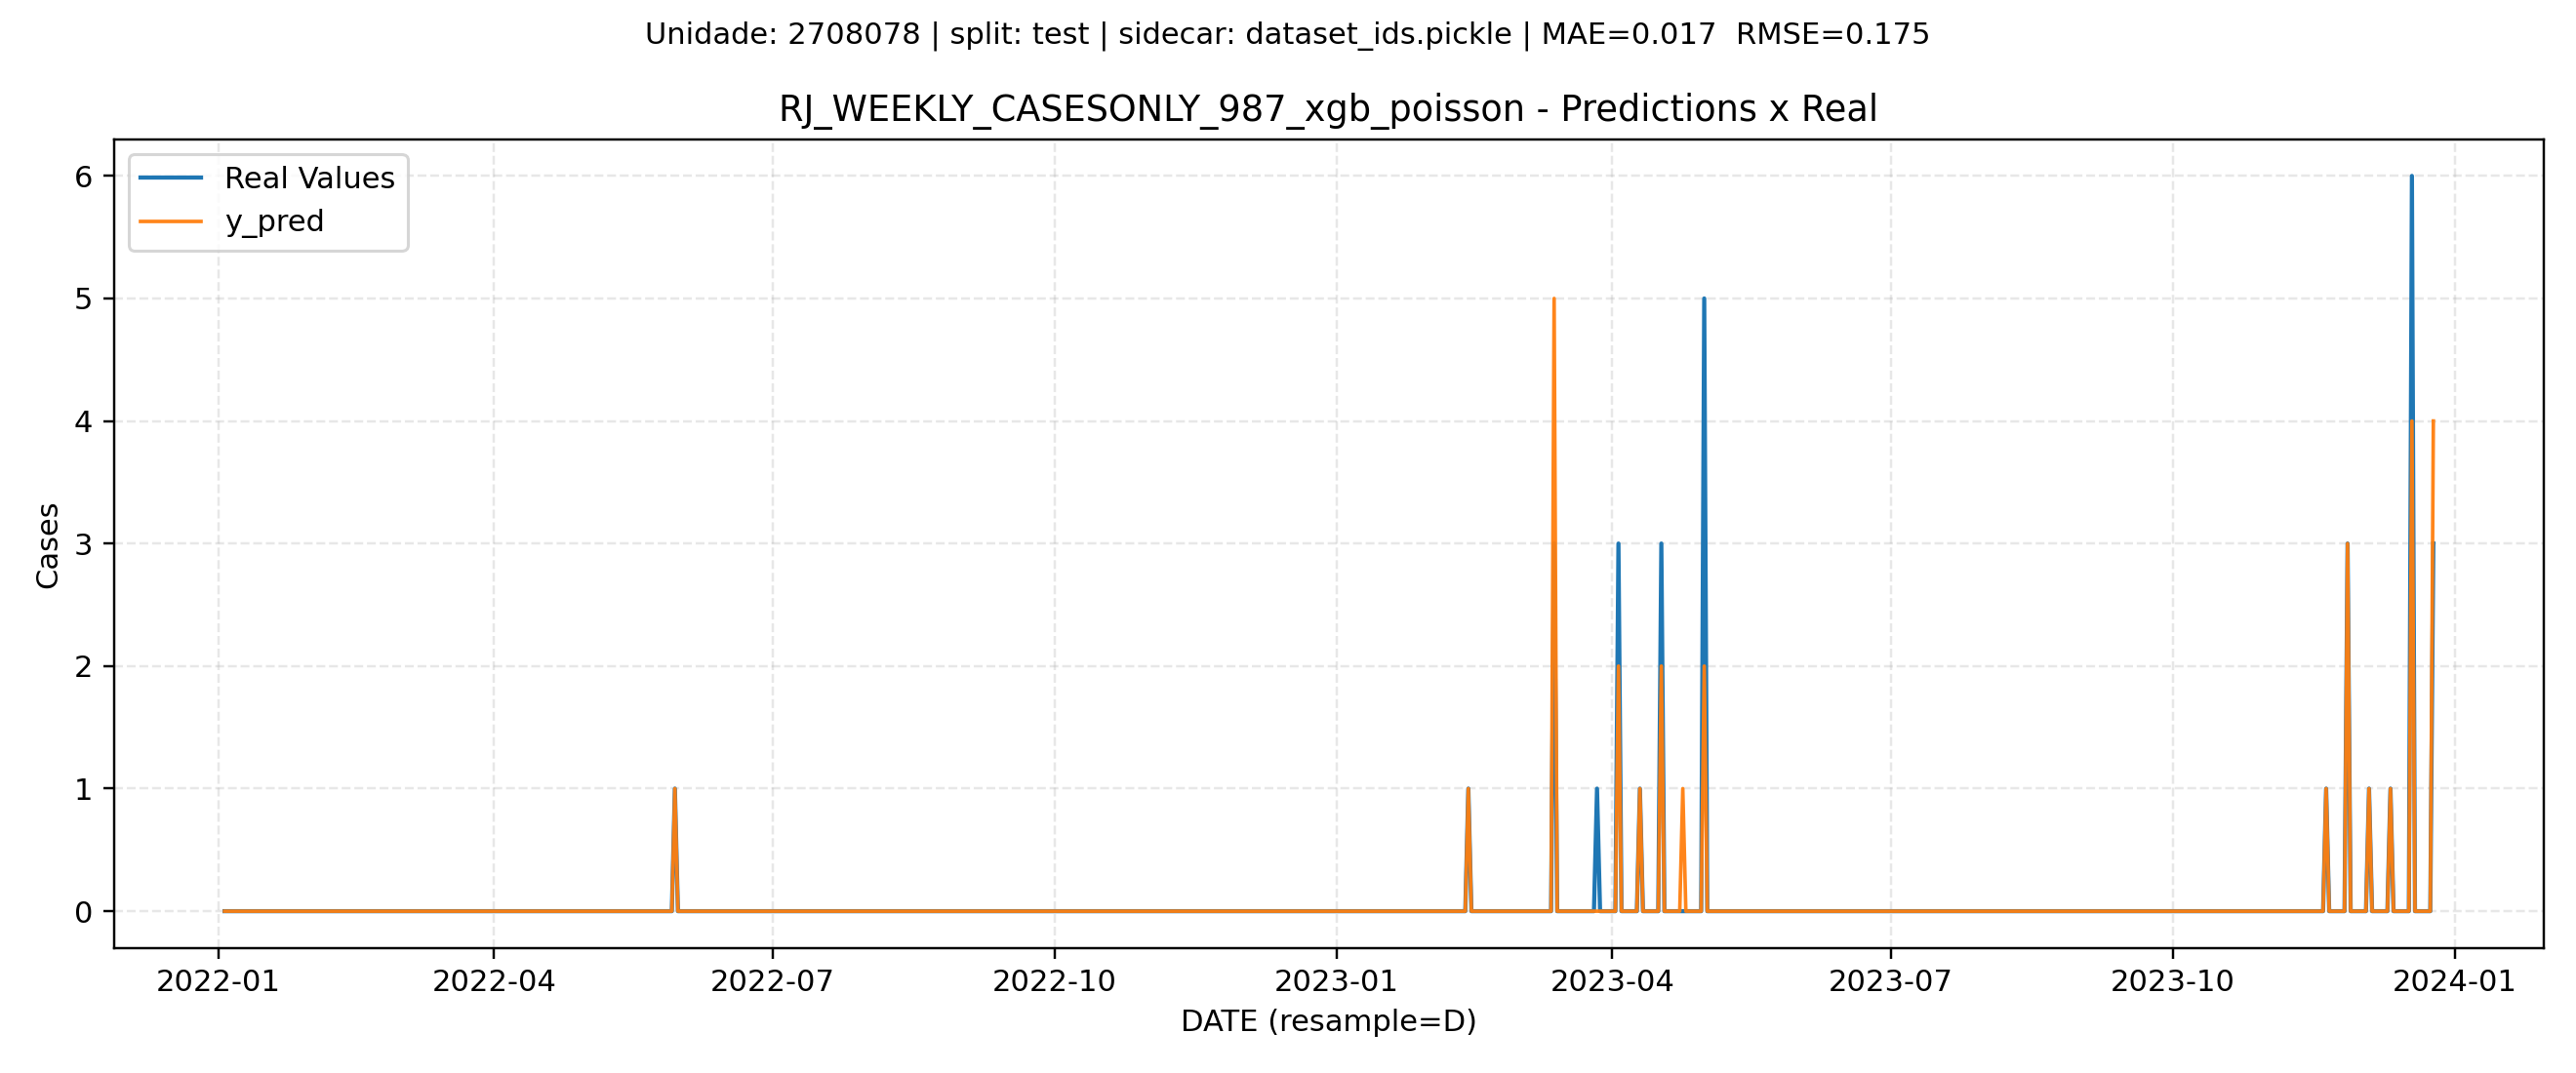 Unidade: 2708078 | split: test | sidecar: dataset_ids.pickle | MAE=0.017  RMSE=0.175
RJ_WEEKLY_CASESONLY_987_xgb_poisson - Predictions x Real
Real Values
y_pred
Cases
6
5
4
3
2
1
0
2022-01 2022-04 2022-07 2022-10 2023-01 2023-04 2023-07 2023-10 2024-01
DATE (resample=D)